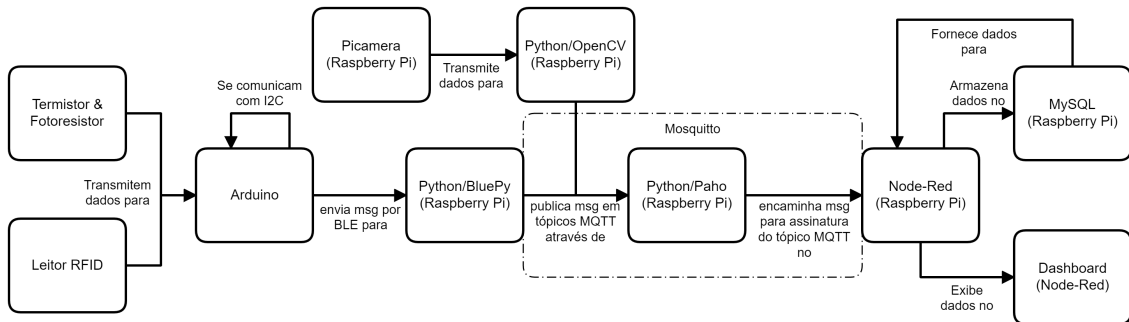 Termistor &
Fotoresistor
Leitor RFID
Transmitem
dados para
Se comunicam
com I2C
Arduino
envia msg por
BLE para
Picamera
(Raspberry Pi)
Transmite
dados para
Python/OpenCV
(Raspberry Pi)
Python/BluePy
(Raspberry Pi)
Mosquitto
publica msg em
tópicos MQTT
através de
Python/Paho
(Raspberry Pi)
encaminha msg
para assinatura
do tópico MQTT
no
Node-Red
(Raspberry Pi)
Fornece dados
para
Armazena
dados no
MySQL
(Raspberry Pi)
Exibe
dados no
Dashboard
(Node-Red)